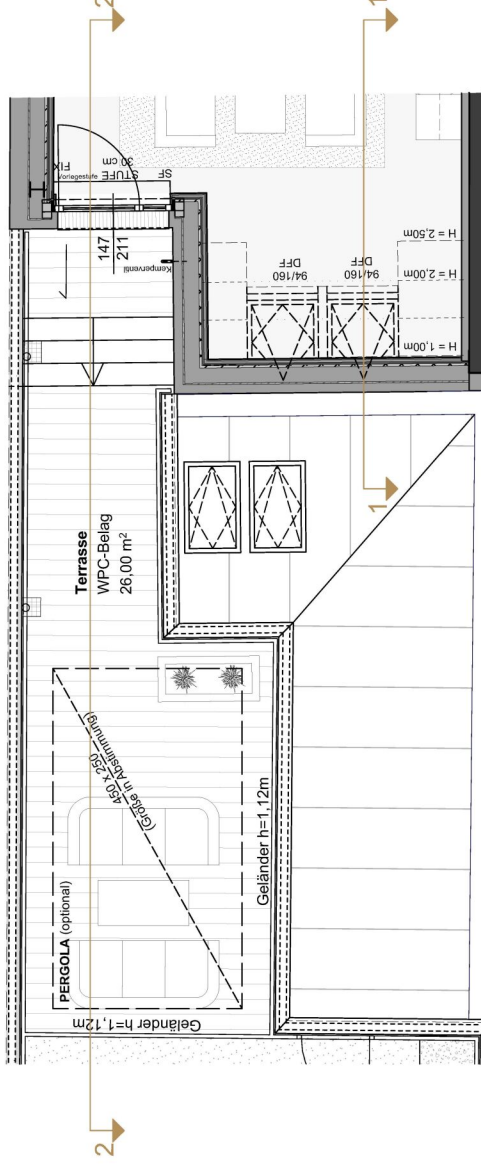 2
1
FIX
Vorlegestufe
STUFE
30 cm
SF
147
211
Kemperventil
94/160
DFF
94/160
DFF
H = 2,50m
H = 2,00m
H = 1,00m
Terrasse
WPC-Belag
26,00 m²
1
450 x 250
(Größe in Abstimmung)
PERGOLA (optional)
Geländer h=1,12m
Geländer h=1,12m
2